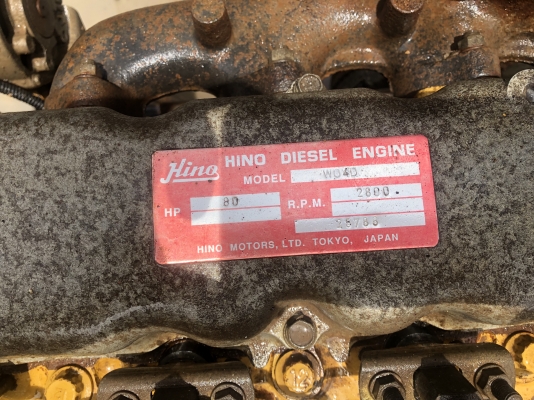 Hino HINO DIESEL ENGINE
MODEL W04D
HP 80 R.P.M. 2800
HINO MOTORS, LTD. TOKYO, JAPAN